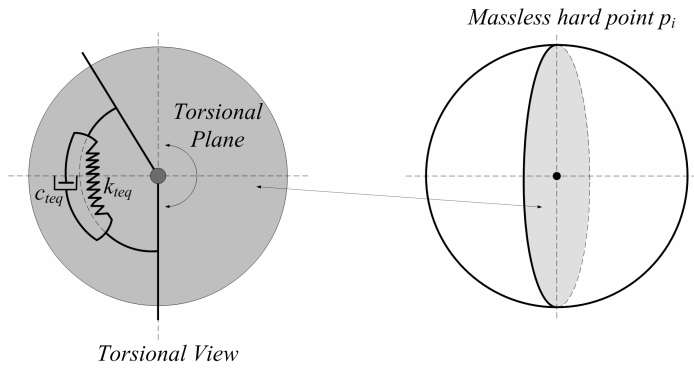 Massless hard point pi
Torsional
Plane
cteq
kteq
Torsional View